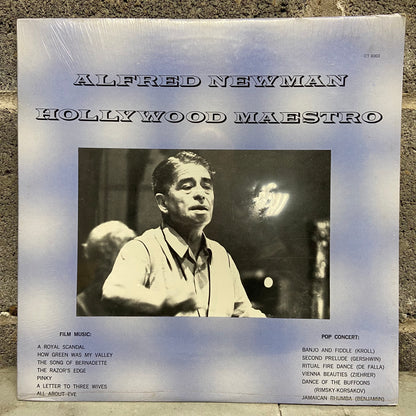 CT 6003
ALFRED NEWMAN
HOLLYWOOD MAESTRO
FILM MUSIC:
A ROYAL SCANDAL
HOW GREEN WAS MY VALLEY
THE SONG OF BERNADETTE
THE RAZOR'S EDGE
PINKY
A LETTER TO THREE WIVES
ALL ABOUT EVE
POP CONCERT:
BANJO AND FIDDLE (KROLL)
SECOND PRELUDE (GERSHWIN)
RITUAL FIRE DANCE (DE FALLA)
VIENNA BEAUTIES (ZIEHRER)
DANCE OF THE BUFFOONS
(RIMSKY-KORSAKOV)
JAMAICAN RHUMBA (BENJAMIN)